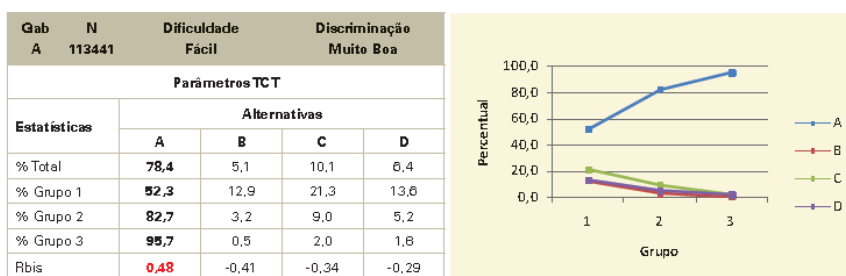 Gab N Dificuldade Discriminação
A 113441 Fácil Muito Boa
Parâmetros TCT
Estatísticas Alternativas
A B C D
% Total 78,4 5,1 10,1 6,4
% Grupo 1 52,3 12,9 21,3 13,6
% Grupo 2 82,7 3,2 9,0 5,2
% Grupo 3 95,7 0,5 2,0 1,8
Rbis 0,48 -0,41 -0,34 -0,29
Percentual
100,0
80,0
60,0
40,0
20,0
0,0
1 2 3
Grupo
A
B
C
D